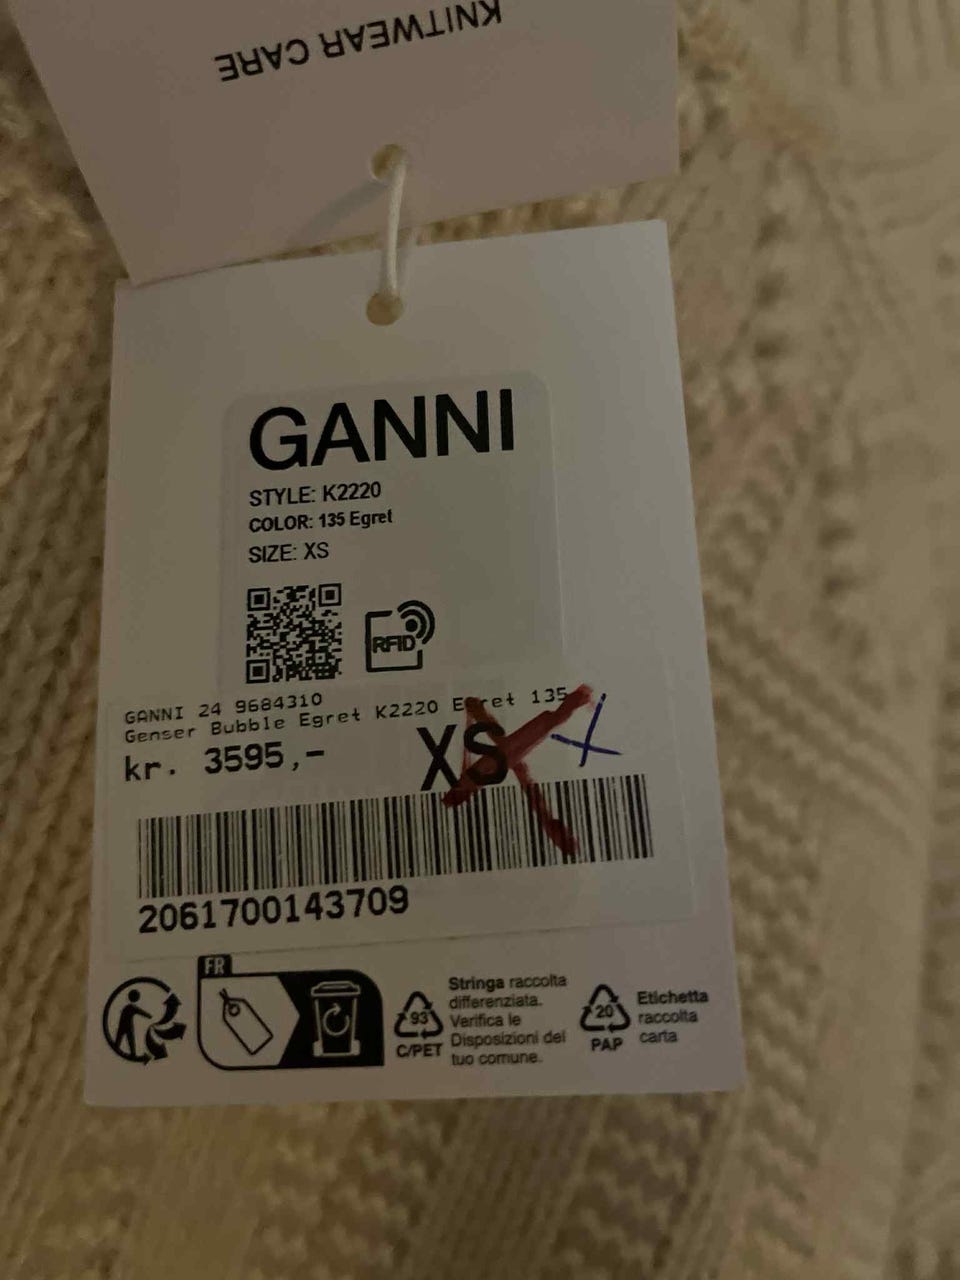 KNITWEAR CARE
GANNI
STYLE: K2220
COLOR: 135 Egret
SIZE: XS
RFID
GANNI 24 9684310
Genser Bubble Egret K2220 Egret 135
kr. 3595,-
XS
2061700143709
FR
93
C/PET
Stringa raccolta
differenziata.
Verifica le
Disposizioni del
tuo comune.
20
PAP
Etichetta
raccolta
carta